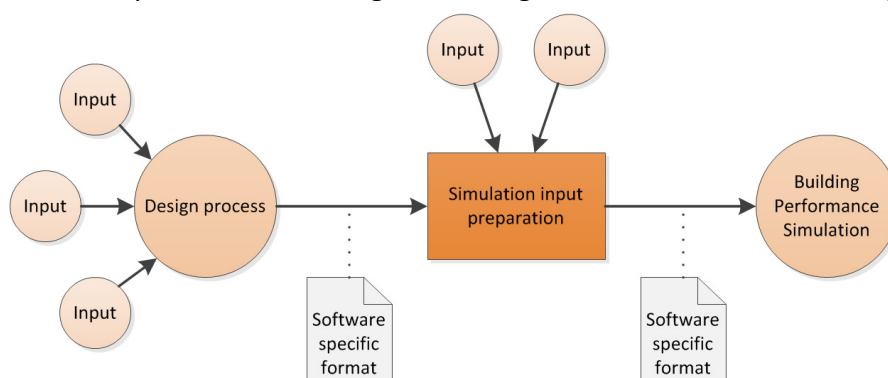 Input
Input
Input
Input
Design process
Simulation input
preparation
Building
Performance
Simulation
Input
Software
specific
format
Software
specific
format